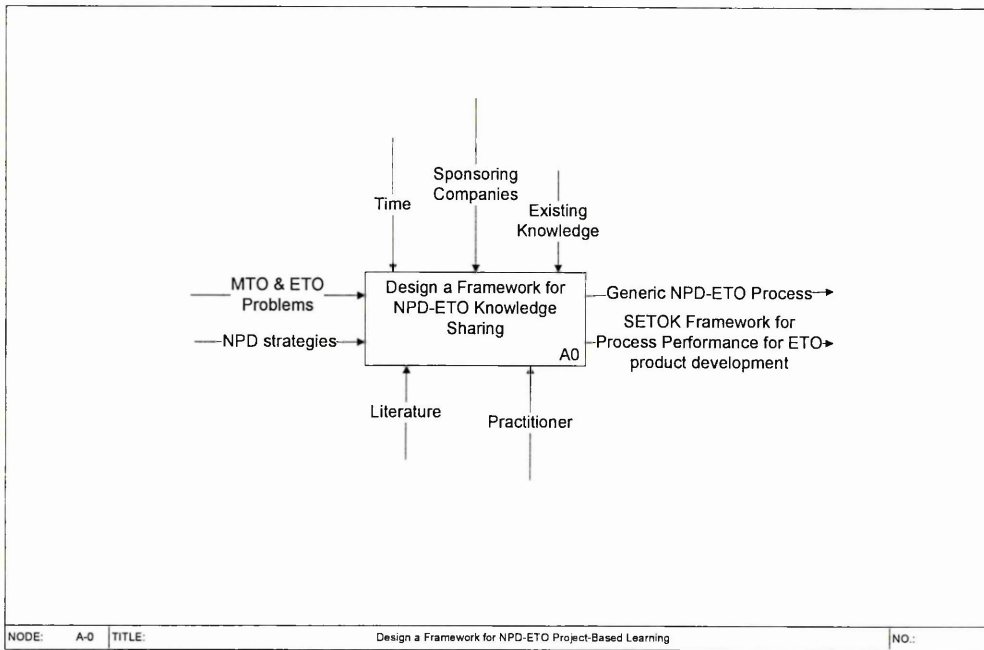 Sponsoring
Companies
Time
Existing
Knowledge
MTO & ETO
Problems
NPD strategies
Design a Framework for
NPD-ETO Knowledge
Sharing
A0
Generic NPD-ETO Process
SETOK Framework for
Process Performance for ETO
product development
Literature
Practitioner
NODE: A-0 TITLE: Design a Framework for NPD-ETO Project-Based Learning NO.: